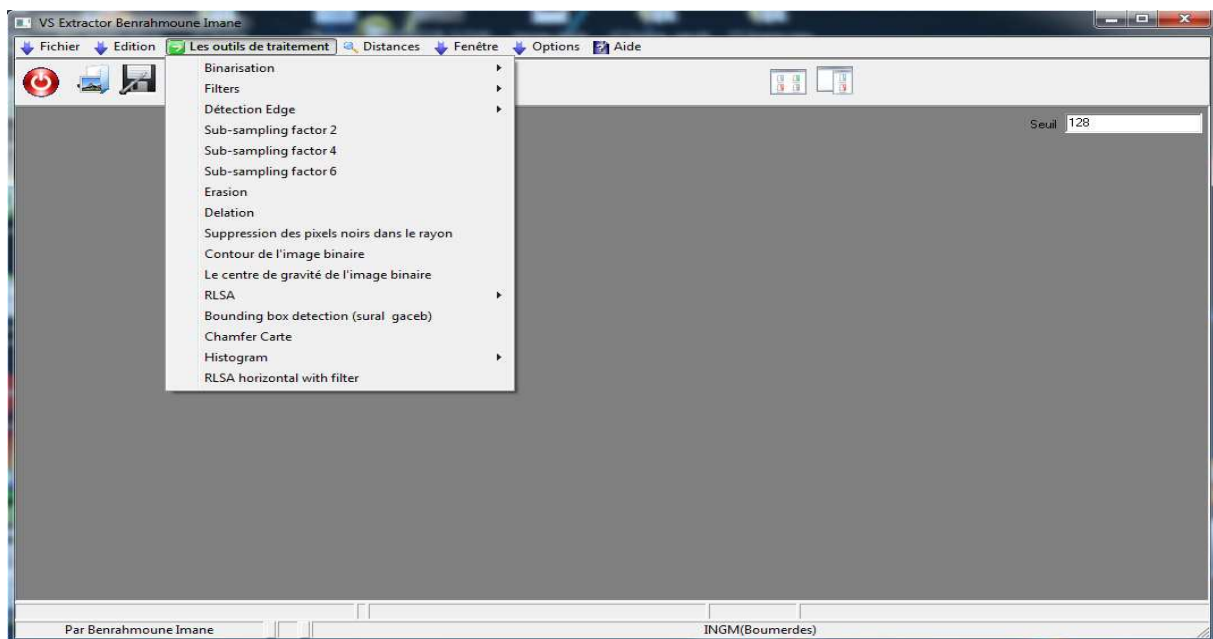 VS Extractor Benrahmoune Imane
Fichier Edition Les outils de traitement Distances Fenêtre Options Aide
Seuil 128
Binarisation
Filters
Détection Edge
Sub-sampling factor 2
Sub-sampling factor 4
Sub-sampling factor 6
Erasion
Delation
Suppression des pixels noirs dans le rayon
Contour de l'image binaire
Le centre de gravité de l'image binaire
RLSA
Bounding box detection (sural gaceb)
Chamfer Carte
Histogram
RLSA horizontal with filter
Par Benrahmoune Imane INGM(Boumerdes)